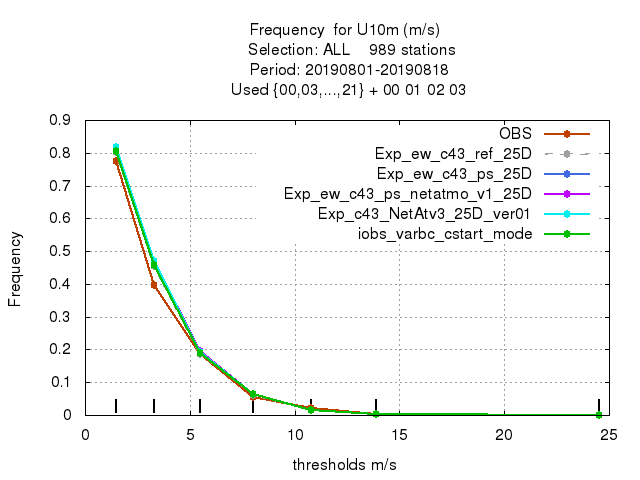 Frequency  for U10m (m/s)
Selection: ALL    989 stations
Period: 20190801-20190818
Used {00,03,...,21} + 00 01 02 03
OBS
Exp_ew_c43_ref_25D
Exp_ew_c43_ps_25D
Exp_ew_c43_ps_netatmo_v1_25D
Exp_c43_NetAtv3_25D_ver01
iobs_varbc_cstart_mode
Frequency
0.9
0.8
0.7
0.6
0.5
0.4
0.3
0.2
0.1
0
0 5 10 15 20 25
thresholds m/s